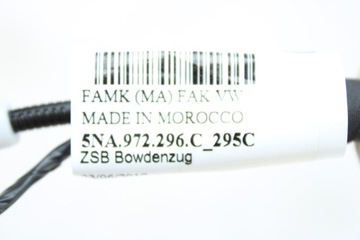 FAMK (MA) FAK VW
MADE IN MOROCCO
5NA.972.296.C_295C
ZSB Bowdenzug